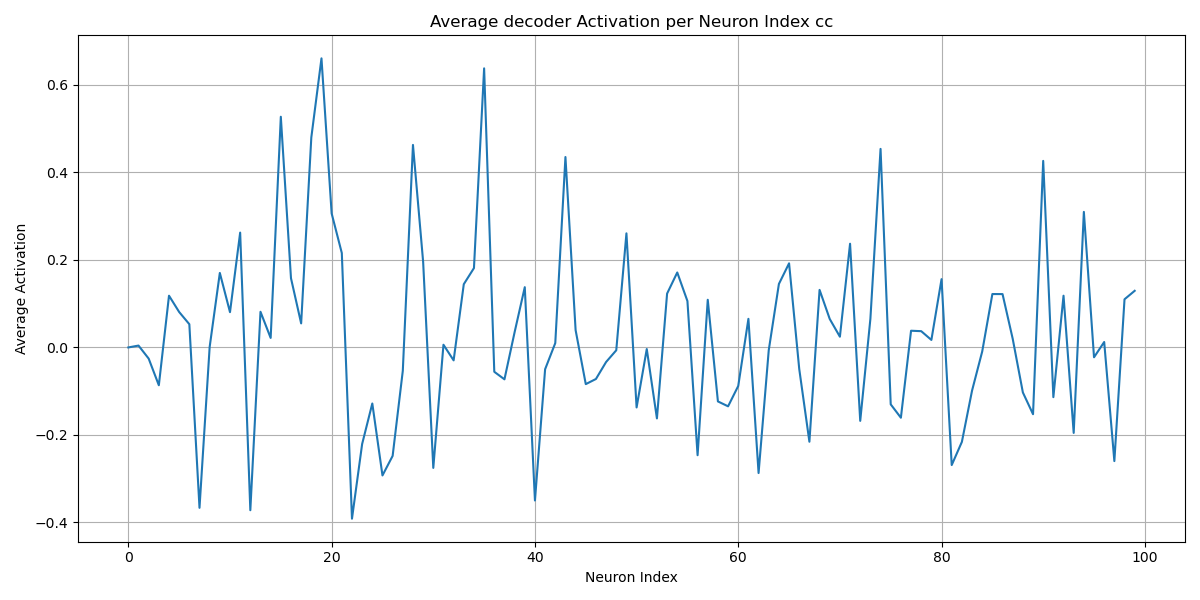 Average decoder Activation per Neuron Index cc
Average Activation
0.6
0.4
0.2
0.0
−0.2
−0.4
0 20 40 60 80 100
Neuron Index